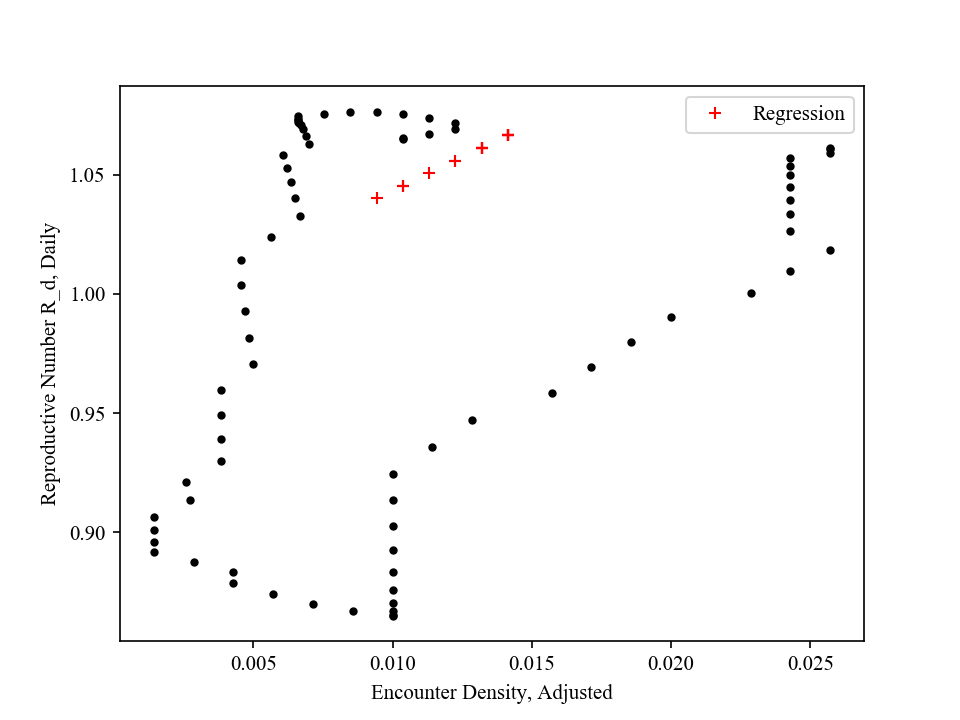 Regression
1.05
1.00
0.95
0.90
Reproductive Number R_d, Daily
0.005 0.010 0.015 0.020 0.025
Encounter Density, Adjusted